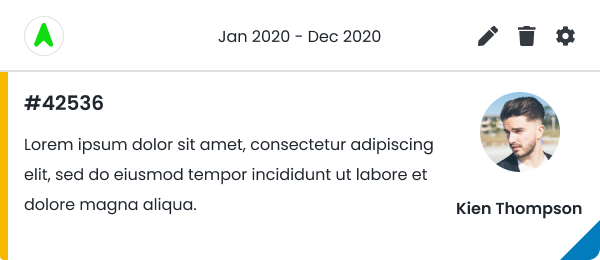 Jan 2020 - Dec 2020
#42536
Lorem ipsum dolor sit amet, consectetur adipiscing
elit, sed do eiusmod tempor incididunt ut labore et
dolore magna aliqua.
Kien Thompson